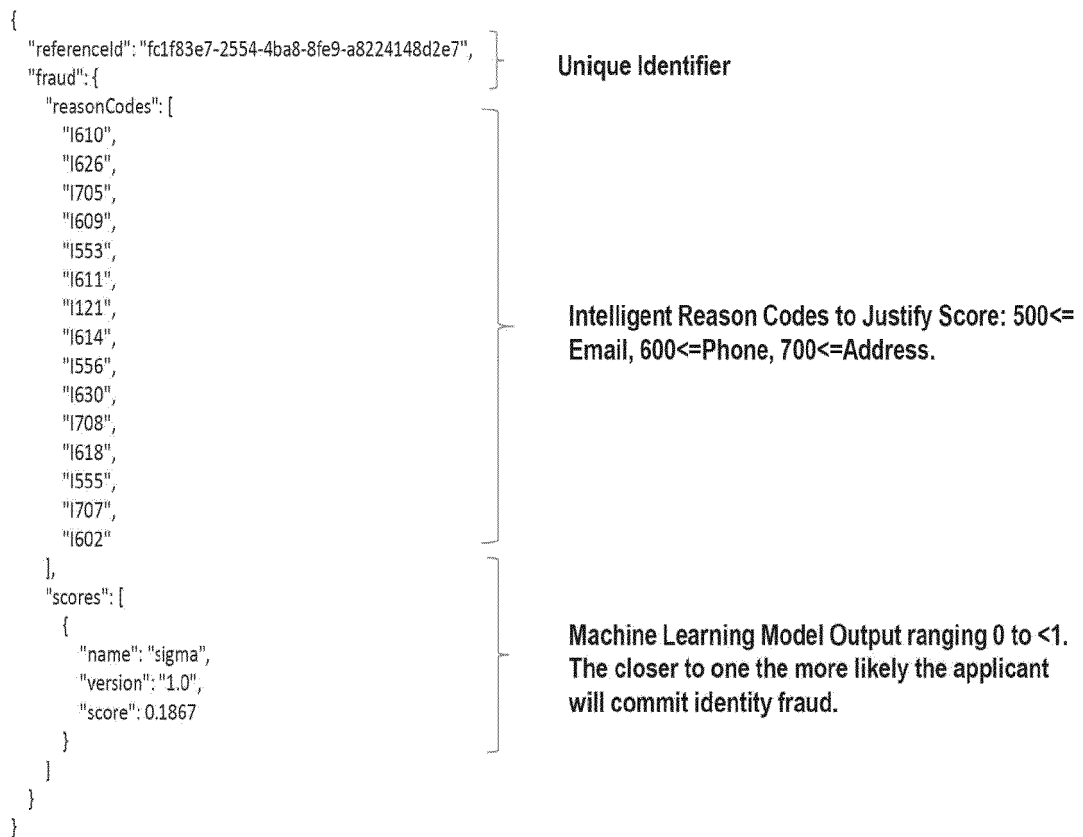 {
"referenceId": "fc1f83e7-2554-4ba8-8fe9-a8224148d2e7",
"fraud": {
"reasonCodes": [
"I610",
"I626",
"I705",
"I609",
"I553",
"I611",
"I121",
"I614",
"I556",
"I630",
"I708",
"I618",
"I555",
"I707",
"I602"
],
"scores": [
{
"name": "sigma",
"version": "1.0",
"score": 0.1867
}
]
}
}
Unique Identifier
Intelligent Reason Codes to Justify Score: 500<=
Email, 600<=Phone, 700<=Address.
Machine Learning Model Output ranging 0 to <1.
The closer to one the more likely the applicant
will commit identity fraud.